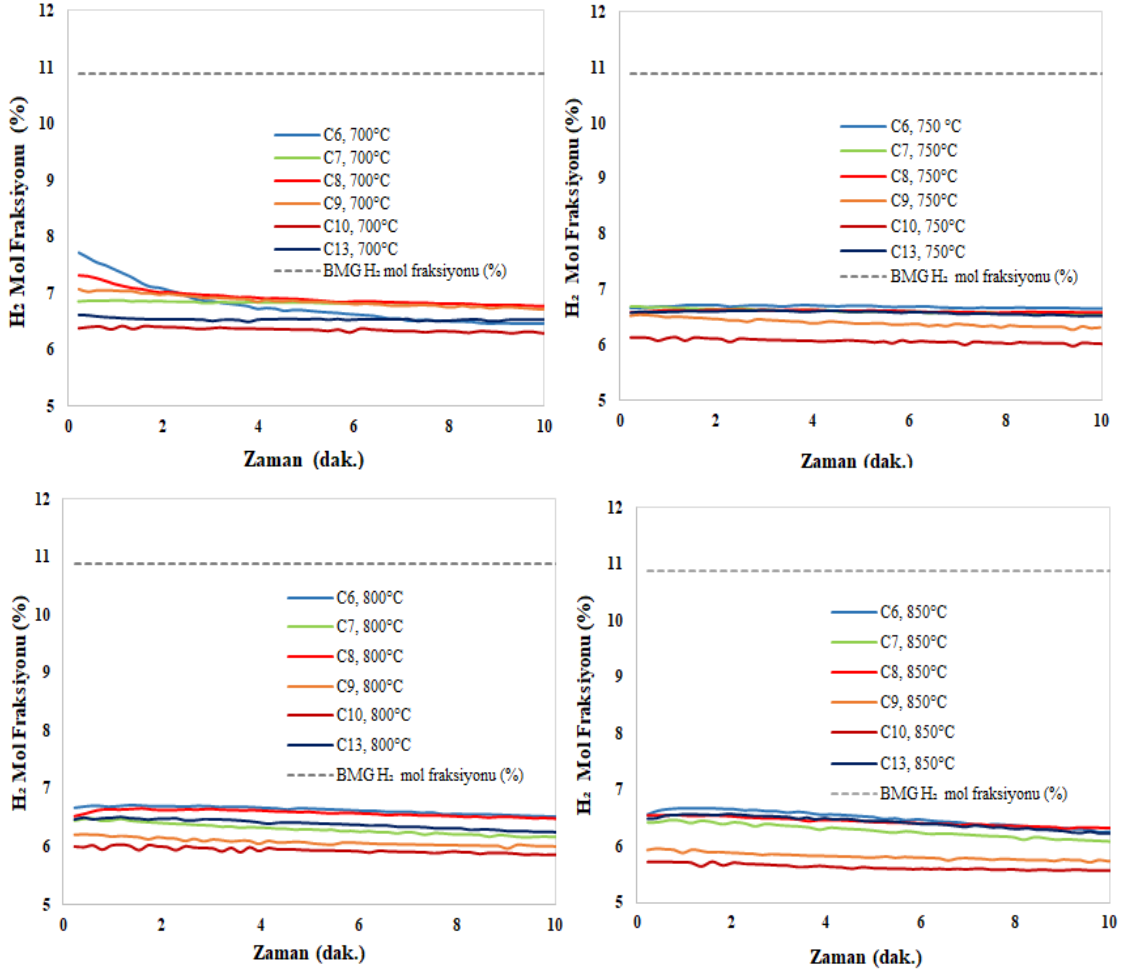 H₂ Mol Fraksiyonu (%)
12
11
10
9
8
7
6
5
C6, 700°C
C7, 700°C
C8, 700°C
C9, 700°C
C10, 700°C
C13, 700°C
BMG H₂ mol fraksiyonu (%)
0 2 4 6 8 10
Zaman (dak.)
H₂ Mol Fraksiyonu (%)
12
11
10
9
8
7
6
5
C6, 750 °C
C7, 750°C
C8, 750°C
C9, 750°C
C10, 750°C
C13, 750°C
BMG H₂ mol fraksiyonu (%)
0 2 4 6 8 10
Zaman (dak.)
H₂ Mol Fraksiyonu (%)
12
11
10
9
8
7
6
5
C6, 800°C
C7, 800°C
C8, 800°C
C9, 800°C
C10, 800°C
C13, 800°C
BMG H₂ mol fraksiyonu (%)
0 2 4 6 8 10
Zaman (dak.)
H₂ Mol Fraksiyonu (%)
12
11
10
9
8
7
6
5
C6, 850°C
C7, 850°C
C8, 850°C
C9, 850°C
C10, 850°C
C13, 850°C
BMG H₂ mol fraksiyonu (%)
0 2 4 6 8 10
Zaman (dak.)